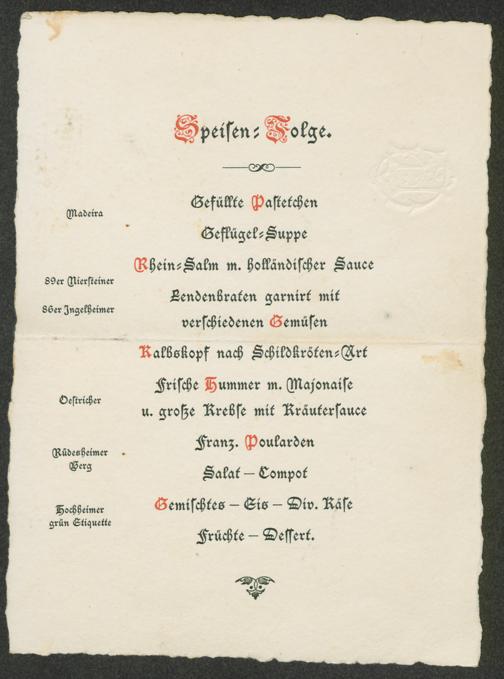 Speisen-Folge.
Gefüllte Pastetchen
Madeira
Geflügel-Suppe
Rhein-Salm m. holländischer Sauce
89er Niersteiner
Lendenbraten garnirt mit
86er Ingelheimer
verschiedenen Gemüsen
Kalbskopf nach Schildkröten-Art
Frische Hummer m. Majonaise
Oestricher
u. große Krebse mit Kräutersauce
Franz. Poularden
Rüdesheimer
Berg
Salat – Compot
Gemischtes – Eis – Div. Käse
Hochheimer
grün Etiquette
Früchte – Dessert.